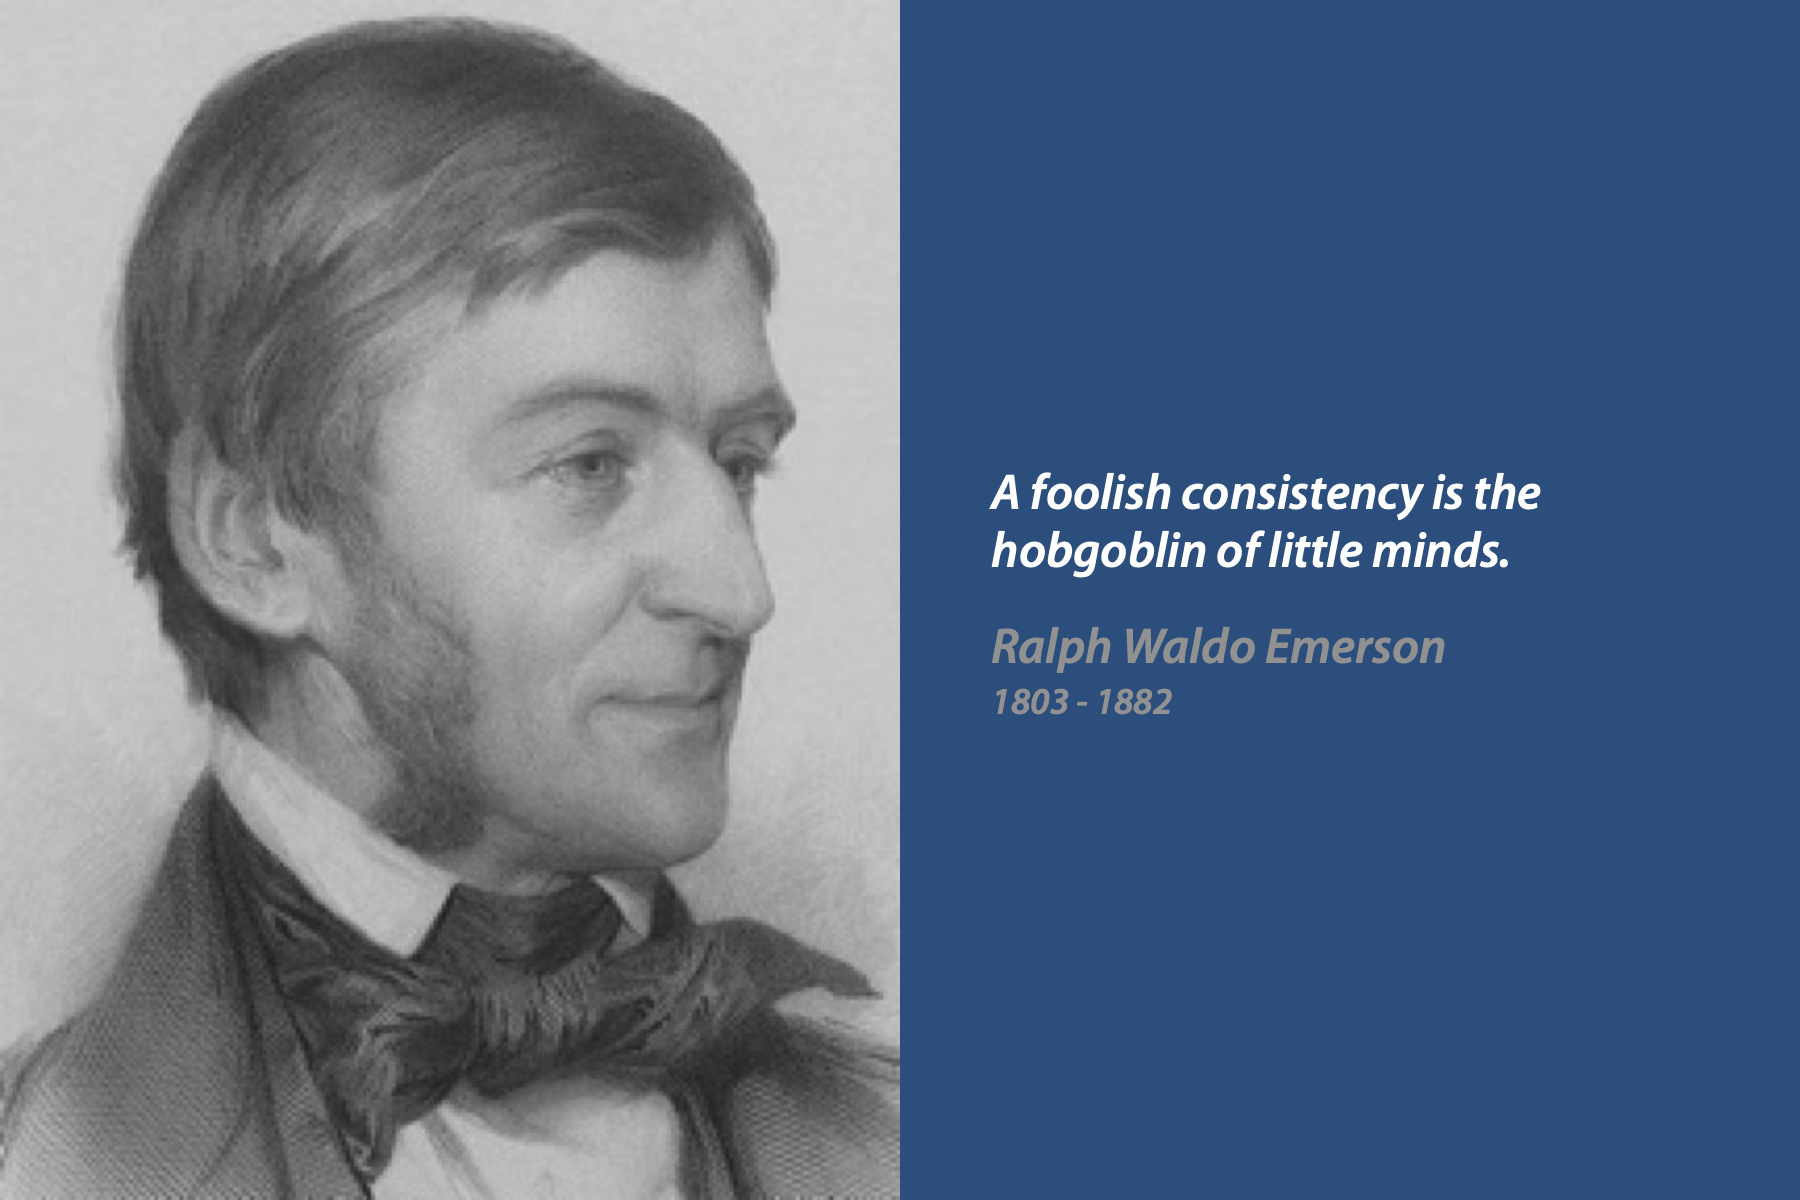 A foolish consistency is the
hobgoblin of little minds.
Ralph Waldo Emerson
1803 - 1882